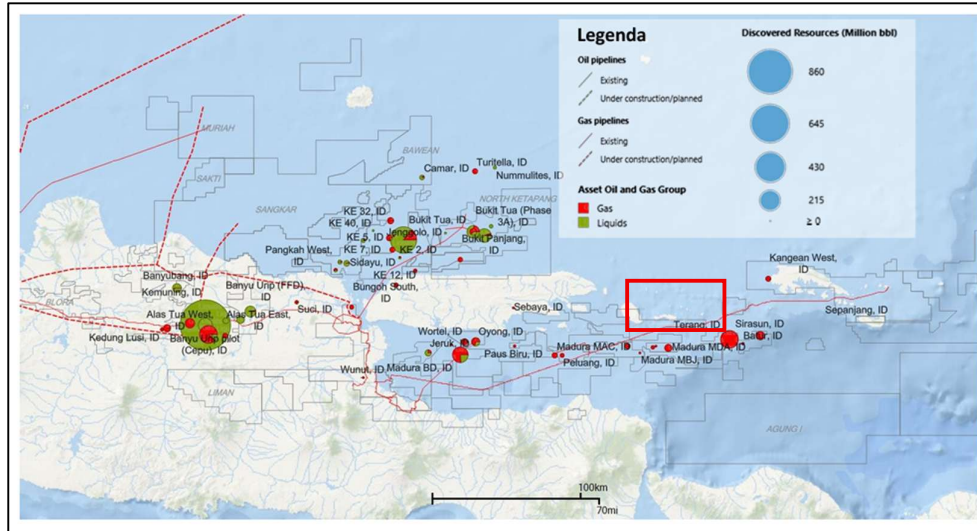 Legenda
Discovered Resources (Million bbl)
Oil pipelines
Existing
Under construction/planned
Gas pipelines
Existing
Under construction/planned
Asset Oil and Gas Group
Gas
Liquids
860
645
430
215
≥ 0
MURIAH
SAKTI
SANGKAR
BAWEAN
NORTH KETAPANG
Camar, ID
Turitella, ID
Nummulites, ID
KE 32, ID
KE 40, ID
KE 5, ID
KE 7, ID
Jenggolo, ID
KE 2, ID
Bukit Tua, ID
Bukit Tua (Phase
3A), ID
Bukit Panjang,
ID
Pangkah West,
ID
Sidayu, ID
KE 12, ID
Bungoh South,
ID
Kangean West,
ID
Sepanjang, ID
Banyubang, ID
Kemuning, ID
Banyu Urip (FFD),
ID
BLORA
Alas Tua West,
ID
Alas Tua East,
ID
Kedung Lusi, ID
Banyu Urip pilot
(Cepu), ID
Suci, ID
Sebaya, ID
Wortel, ID
Oyong, ID
Jeruk, ID
Paus Biru, ID
Madura BD, ID
Wunut, ID
Peluang, ID
Madura MAC, ID
Madura MBJ, ID
Madura MDA, ID
Terang, ID
Sirasun, ID
Batur, ID
LIMAN
AGUNG I
100km
70mi